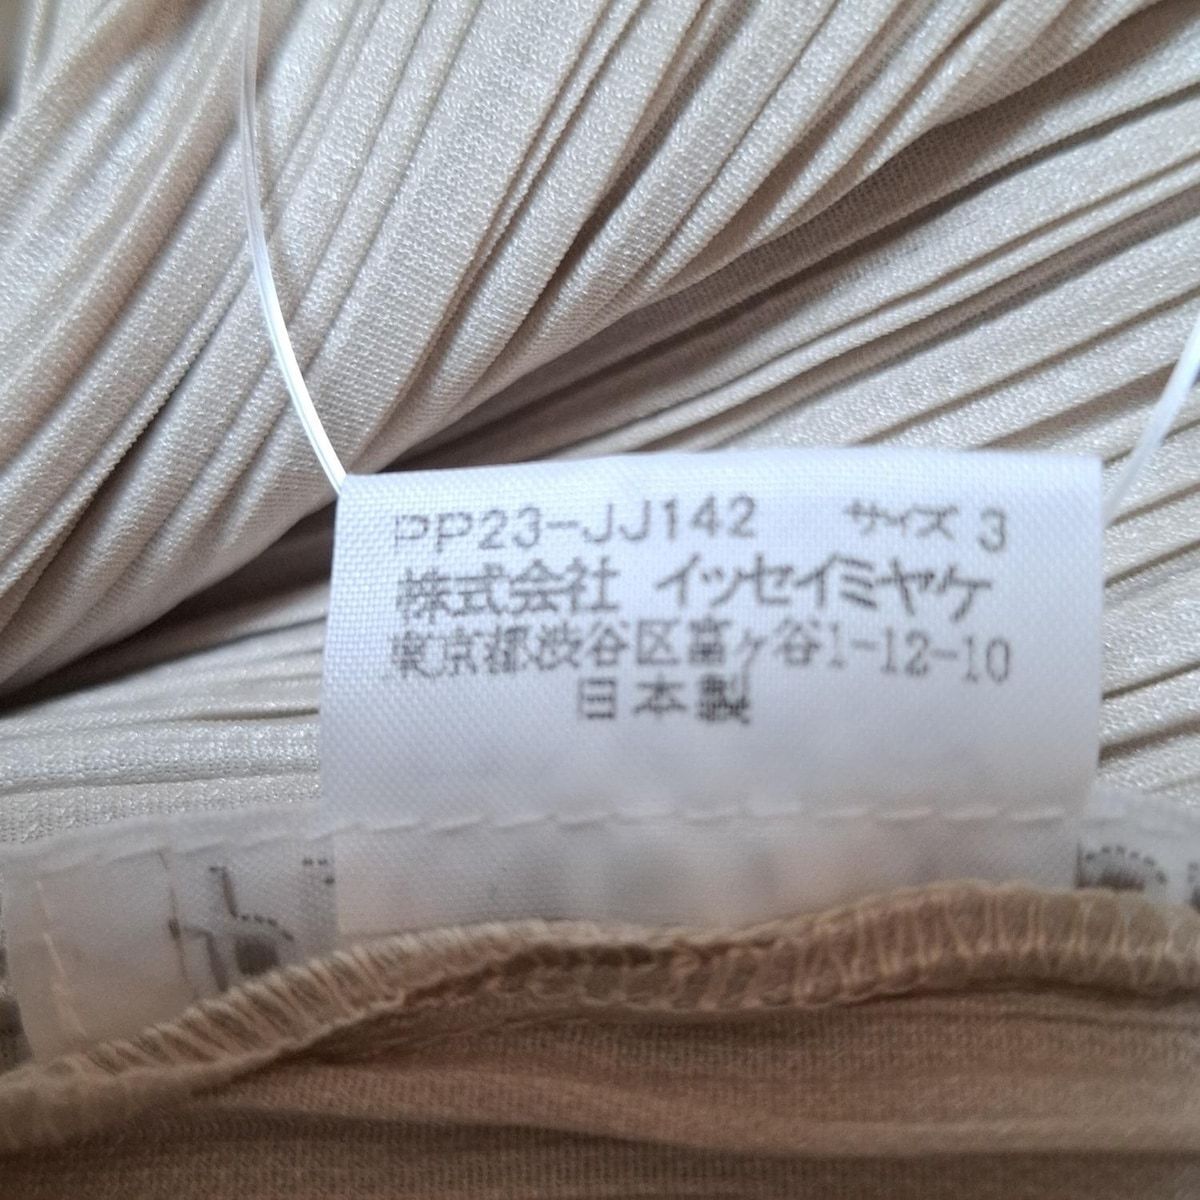 PP23-JJ142 サイズ 3
株式会社 イッセイミヤケ
東京都渋谷区富ヶ谷1-12-10
日本製